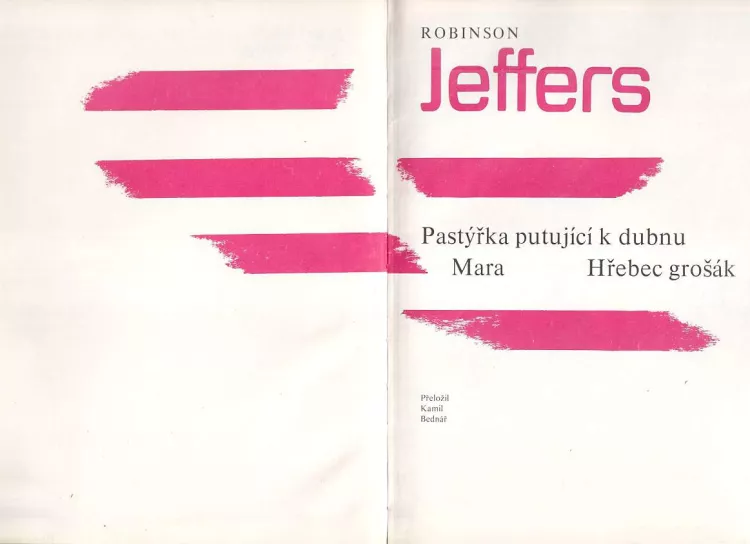 ROBINSON
Jeffers
Pastýřka putující k dubnu
Mara Hřebec grošák
Přeložil
Kamil
Bednář